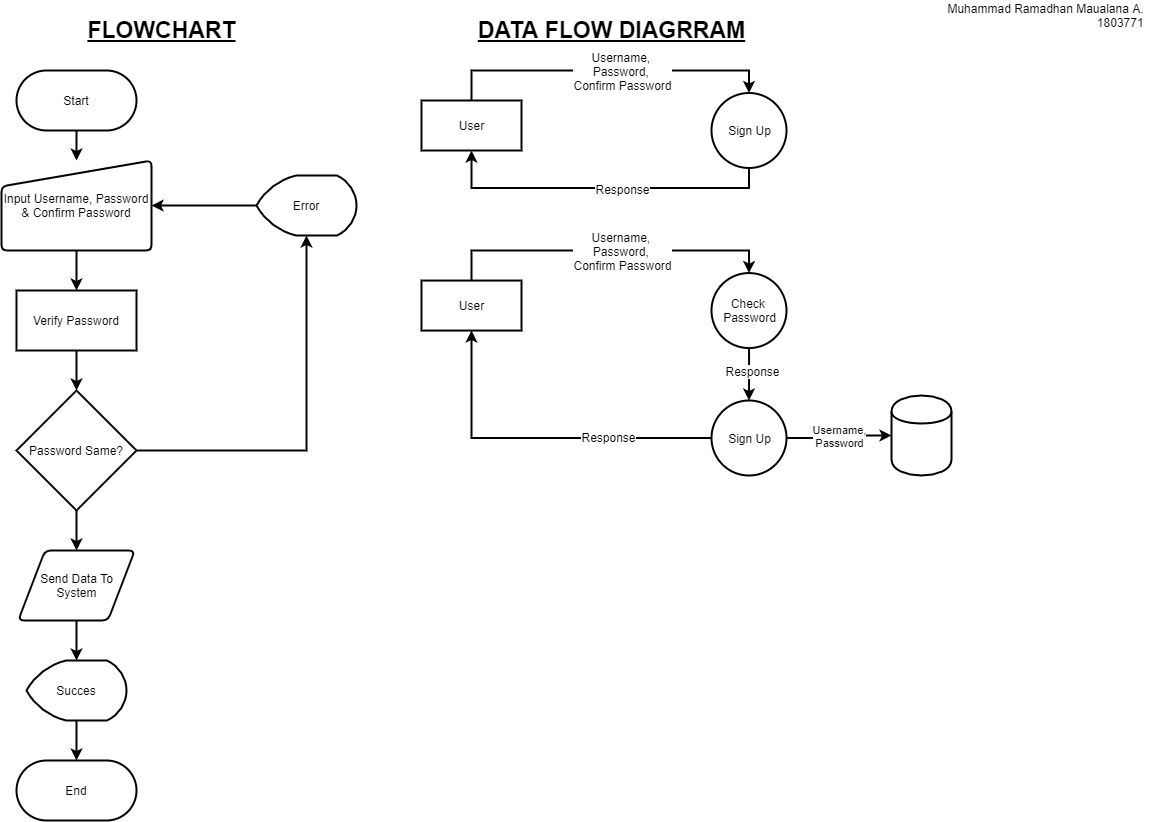 Muhammad Ramadhan Maualana A.
1803771
FLOWCHART
Start
Input Username, Password
& Confirm Password
Error
Verify Password
Password Same?
Send Data To
System
Succes
End
DATA FLOW DIAGRRAM
Username,
Password,
Confirm Password
User
Sign Up
Response
Username,
Password,
Confirm Password
User
Check
Password
Response
Response
Sign Up
Username,
Password